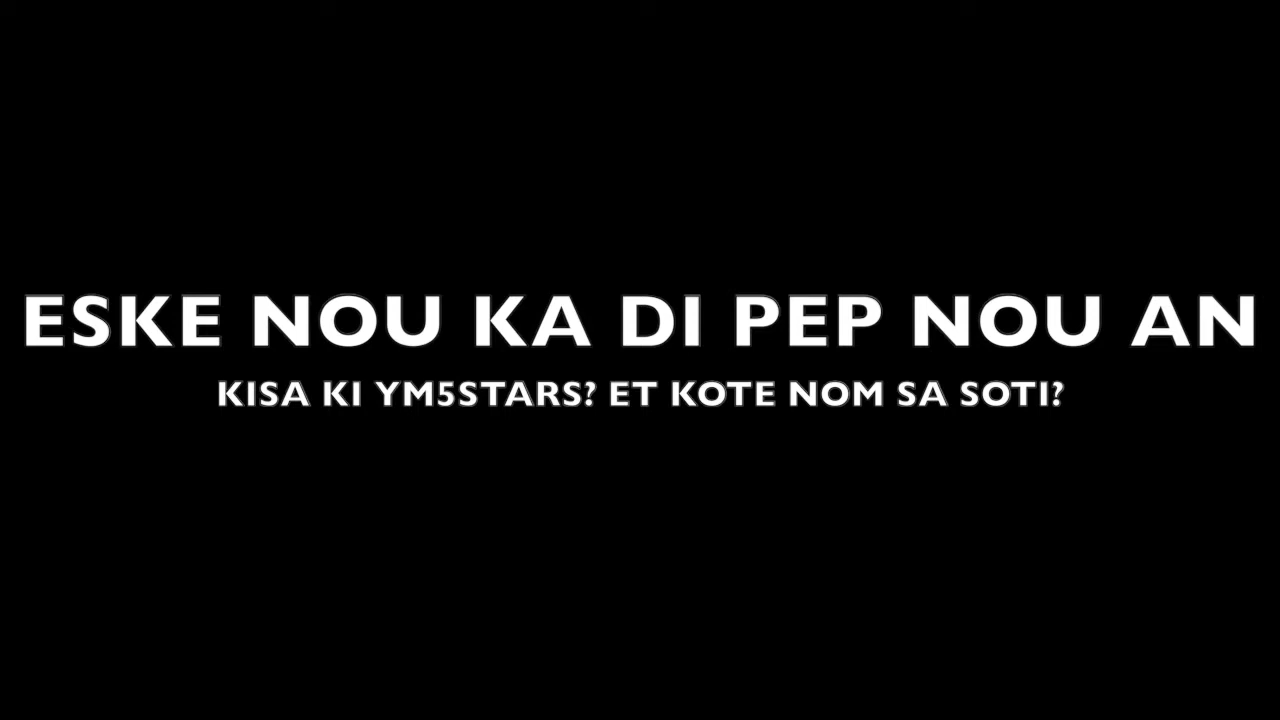 ESKE NOU KA DI PEP NOU AN
KISA KI YM5STARS? ET KOTE NOM SA SOTI?